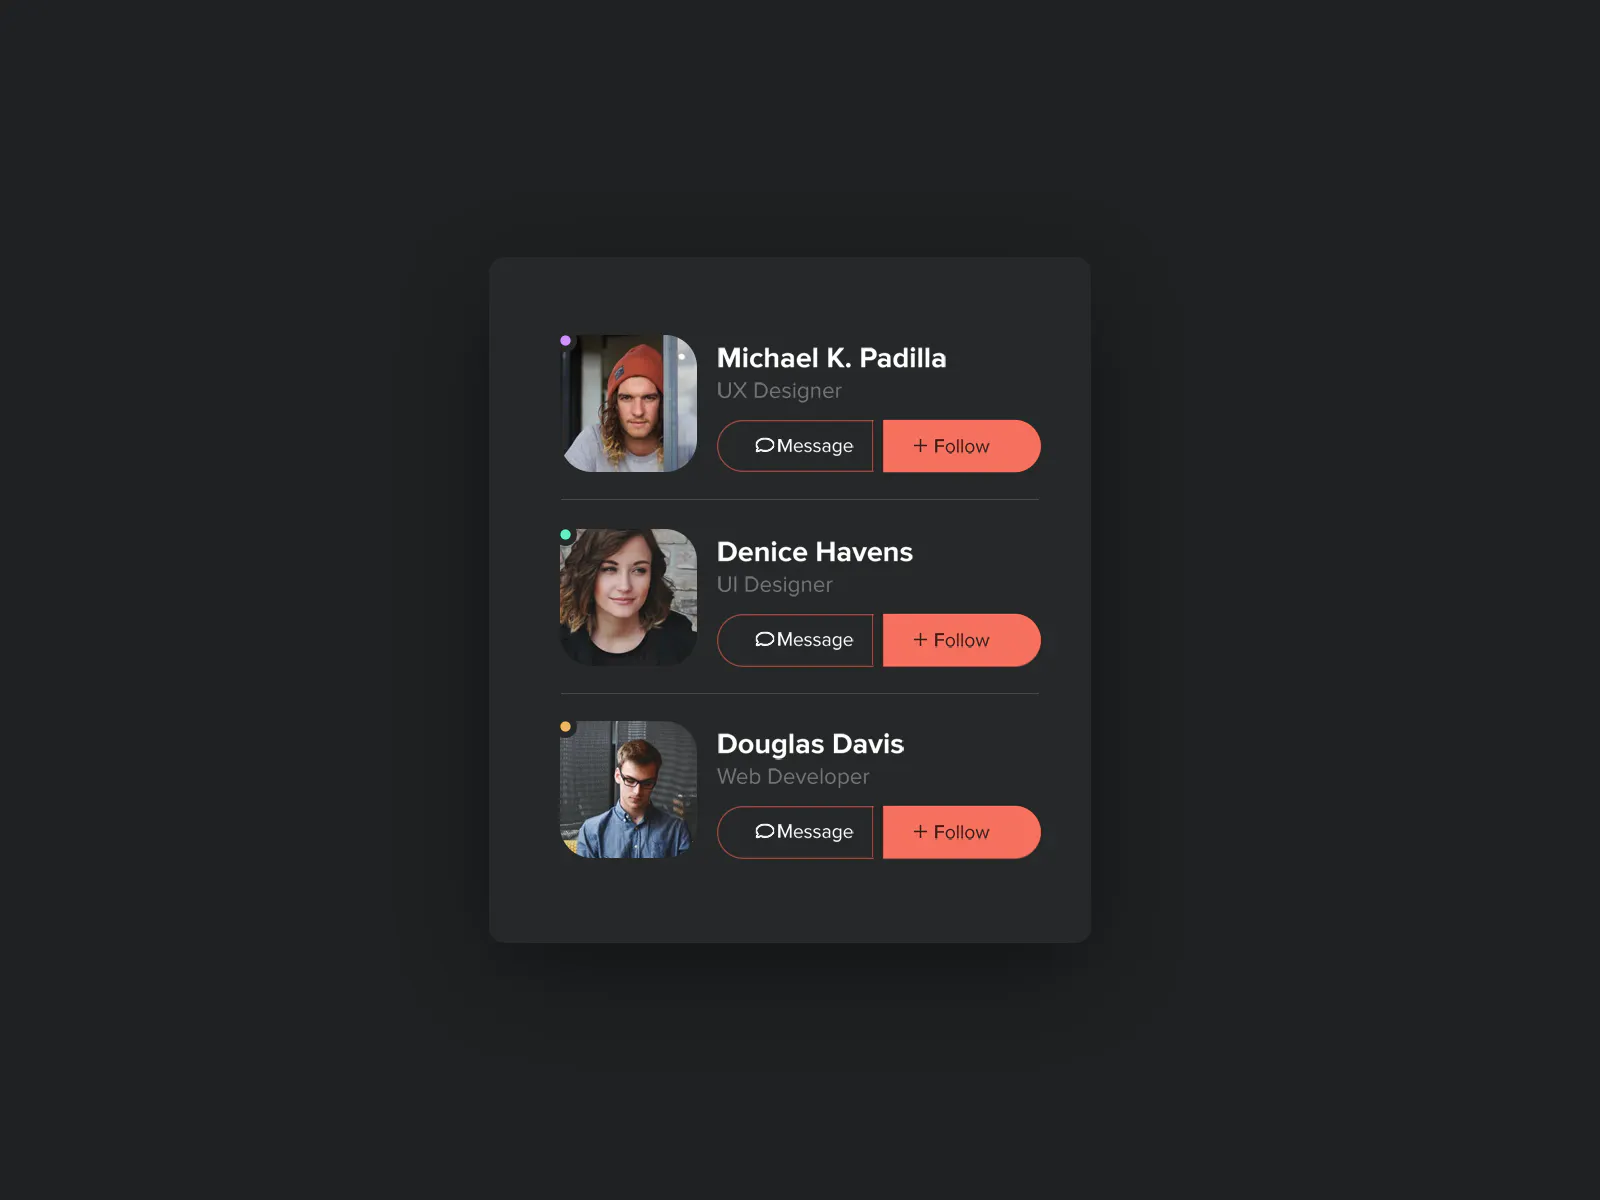 Michael K. Padilla
UX Designer
Message
+ Follow
Denice Havens
UI Designer
Message
+ Follow
Douglas Davis
Web Developer
Message
+ Follow